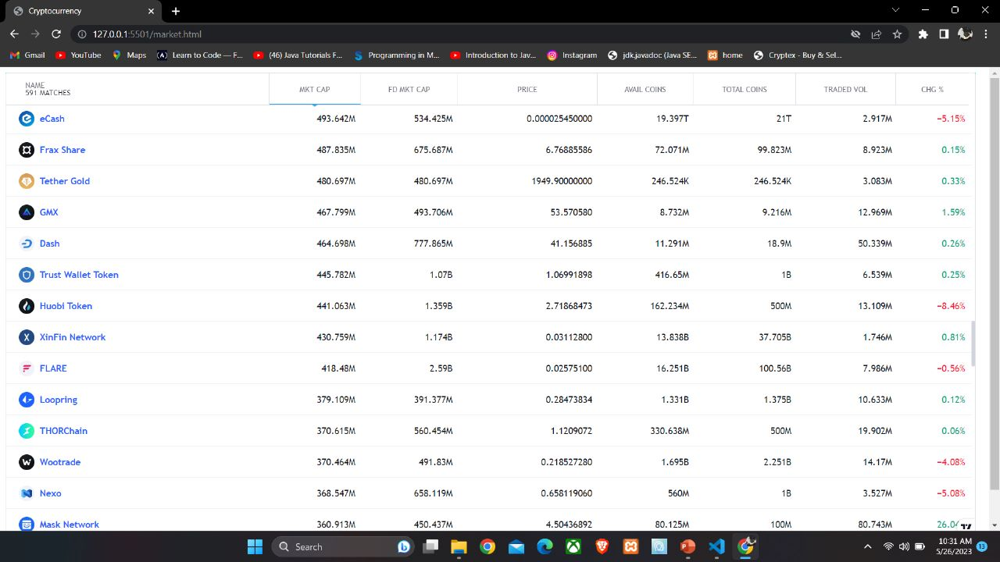 Cryptocurrency
127.0.0.1:5501/market.html
Gmail YouTube Maps Learn to Code — F... (46) Java Tutorials F... Programming in M... Introduction to Jav... Instagram jdk.javadoc (Java SE... home Cryptex - Buy & Sel...
NAME MKT CAP FD MKT CAP PRICE AVAIL COINS TOTAL COINS TRADED VOL CHG %
591 MATCHES
eCash 493.642M 534.425M 0.000025450000 19.397T 21T 2.917M −5.15%
Frax Share 487.835M 675.687M 6.76885586 72.071M 99.823M 8.923M 0.15%
Tether Gold 480.697M 480.697M 1949.90000000 246.524K 246.524K 3.083M 0.33%
GMX 467.799M 493.706M 53.570580 8.732M 9.216M 12.969M 1.59%
Dash 464.698M 777.865M 41.156885 11.291M 18.9M 50.339M 0.26%
Trust Wallet Token 445.782M 1.07B 1.06991898 416.65M 1B 6.539M 0.25%
Huobi Token 441.063M 1.359B 2.71868473 162.234M 500M 13.109M −8.46%
XinFin Network 430.759M 1.174B 0.03112800 13.838B 37.705B 1.746M 0.81%
FLARE 418.48M 2.59B 0.02575100 16.251B 100.56B 7.986M −0.56%
Loopring 379.109M 391.377M 0.28473834 1.331B 1.375B 10.633M 0.12%
THORChain 370.615M 560.454M 1.1209072 330.638M 500M 19.902M 0.06%
Wootrade 370.464M 491.83M 0.218527280 1.695B 2.251B 14.17M −4.08%
Nexo 368.547M 658.119M 0.658119060 560M 1B 3.527M −5.08%
Mask Network 360.913M 450.437M 4.50436892 80.125M 100M 80.743M
Search
10:31 AM
5/26/2023
13